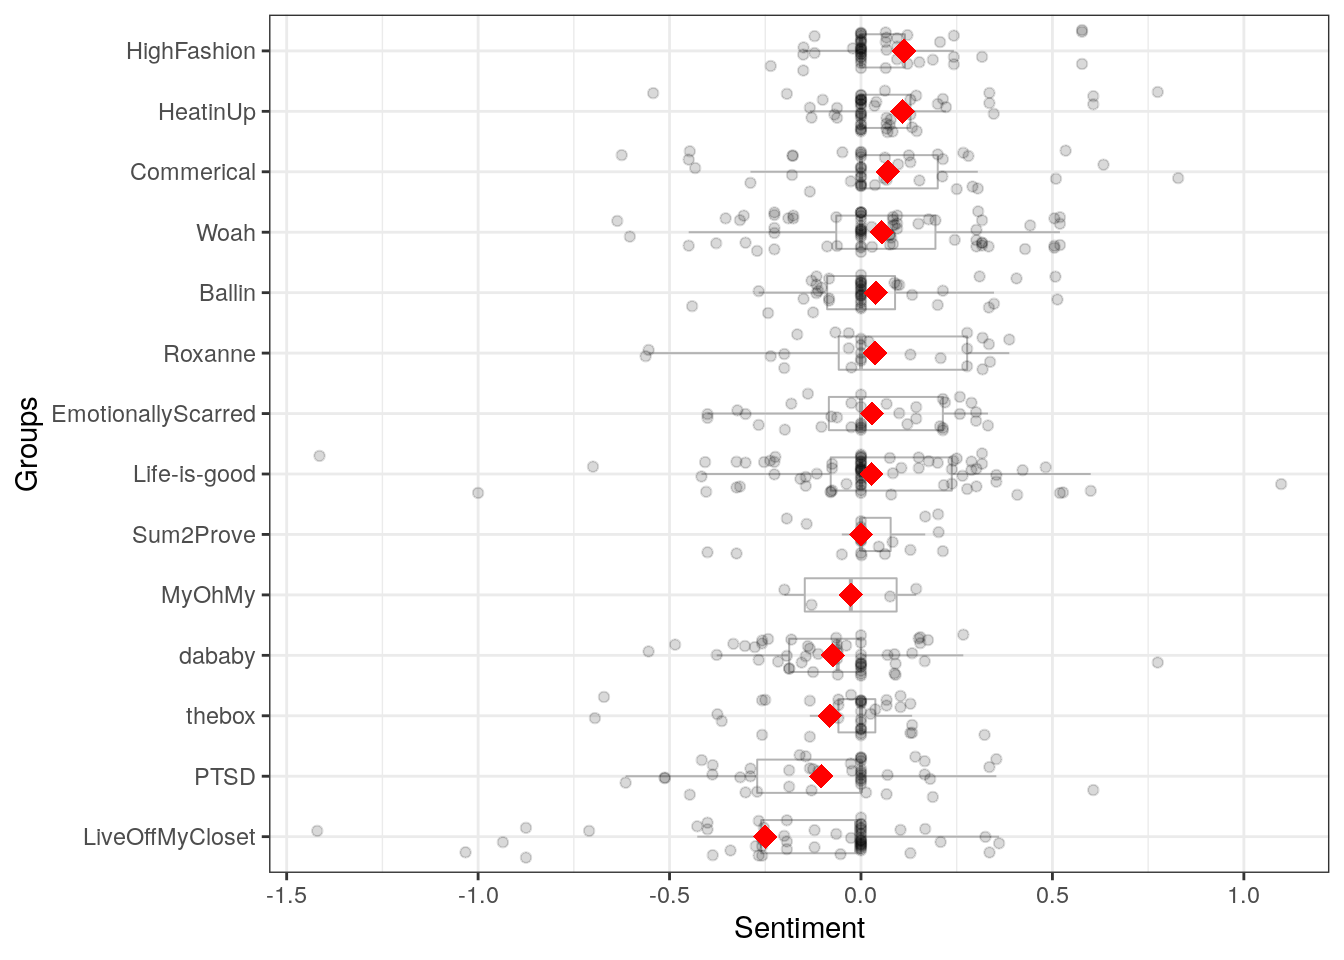 HighFashion
HeatinUp
Commerical
Woah
Ballin
Roxanne
EmotionallyScarred
Life-is-good
Sum2Prove
MyOhMy
dababy
thebox
PTSD
LiveOffMyCloset
Groups
-1.5 -1.0 -0.5 0.0 0.5 1.0
Sentiment